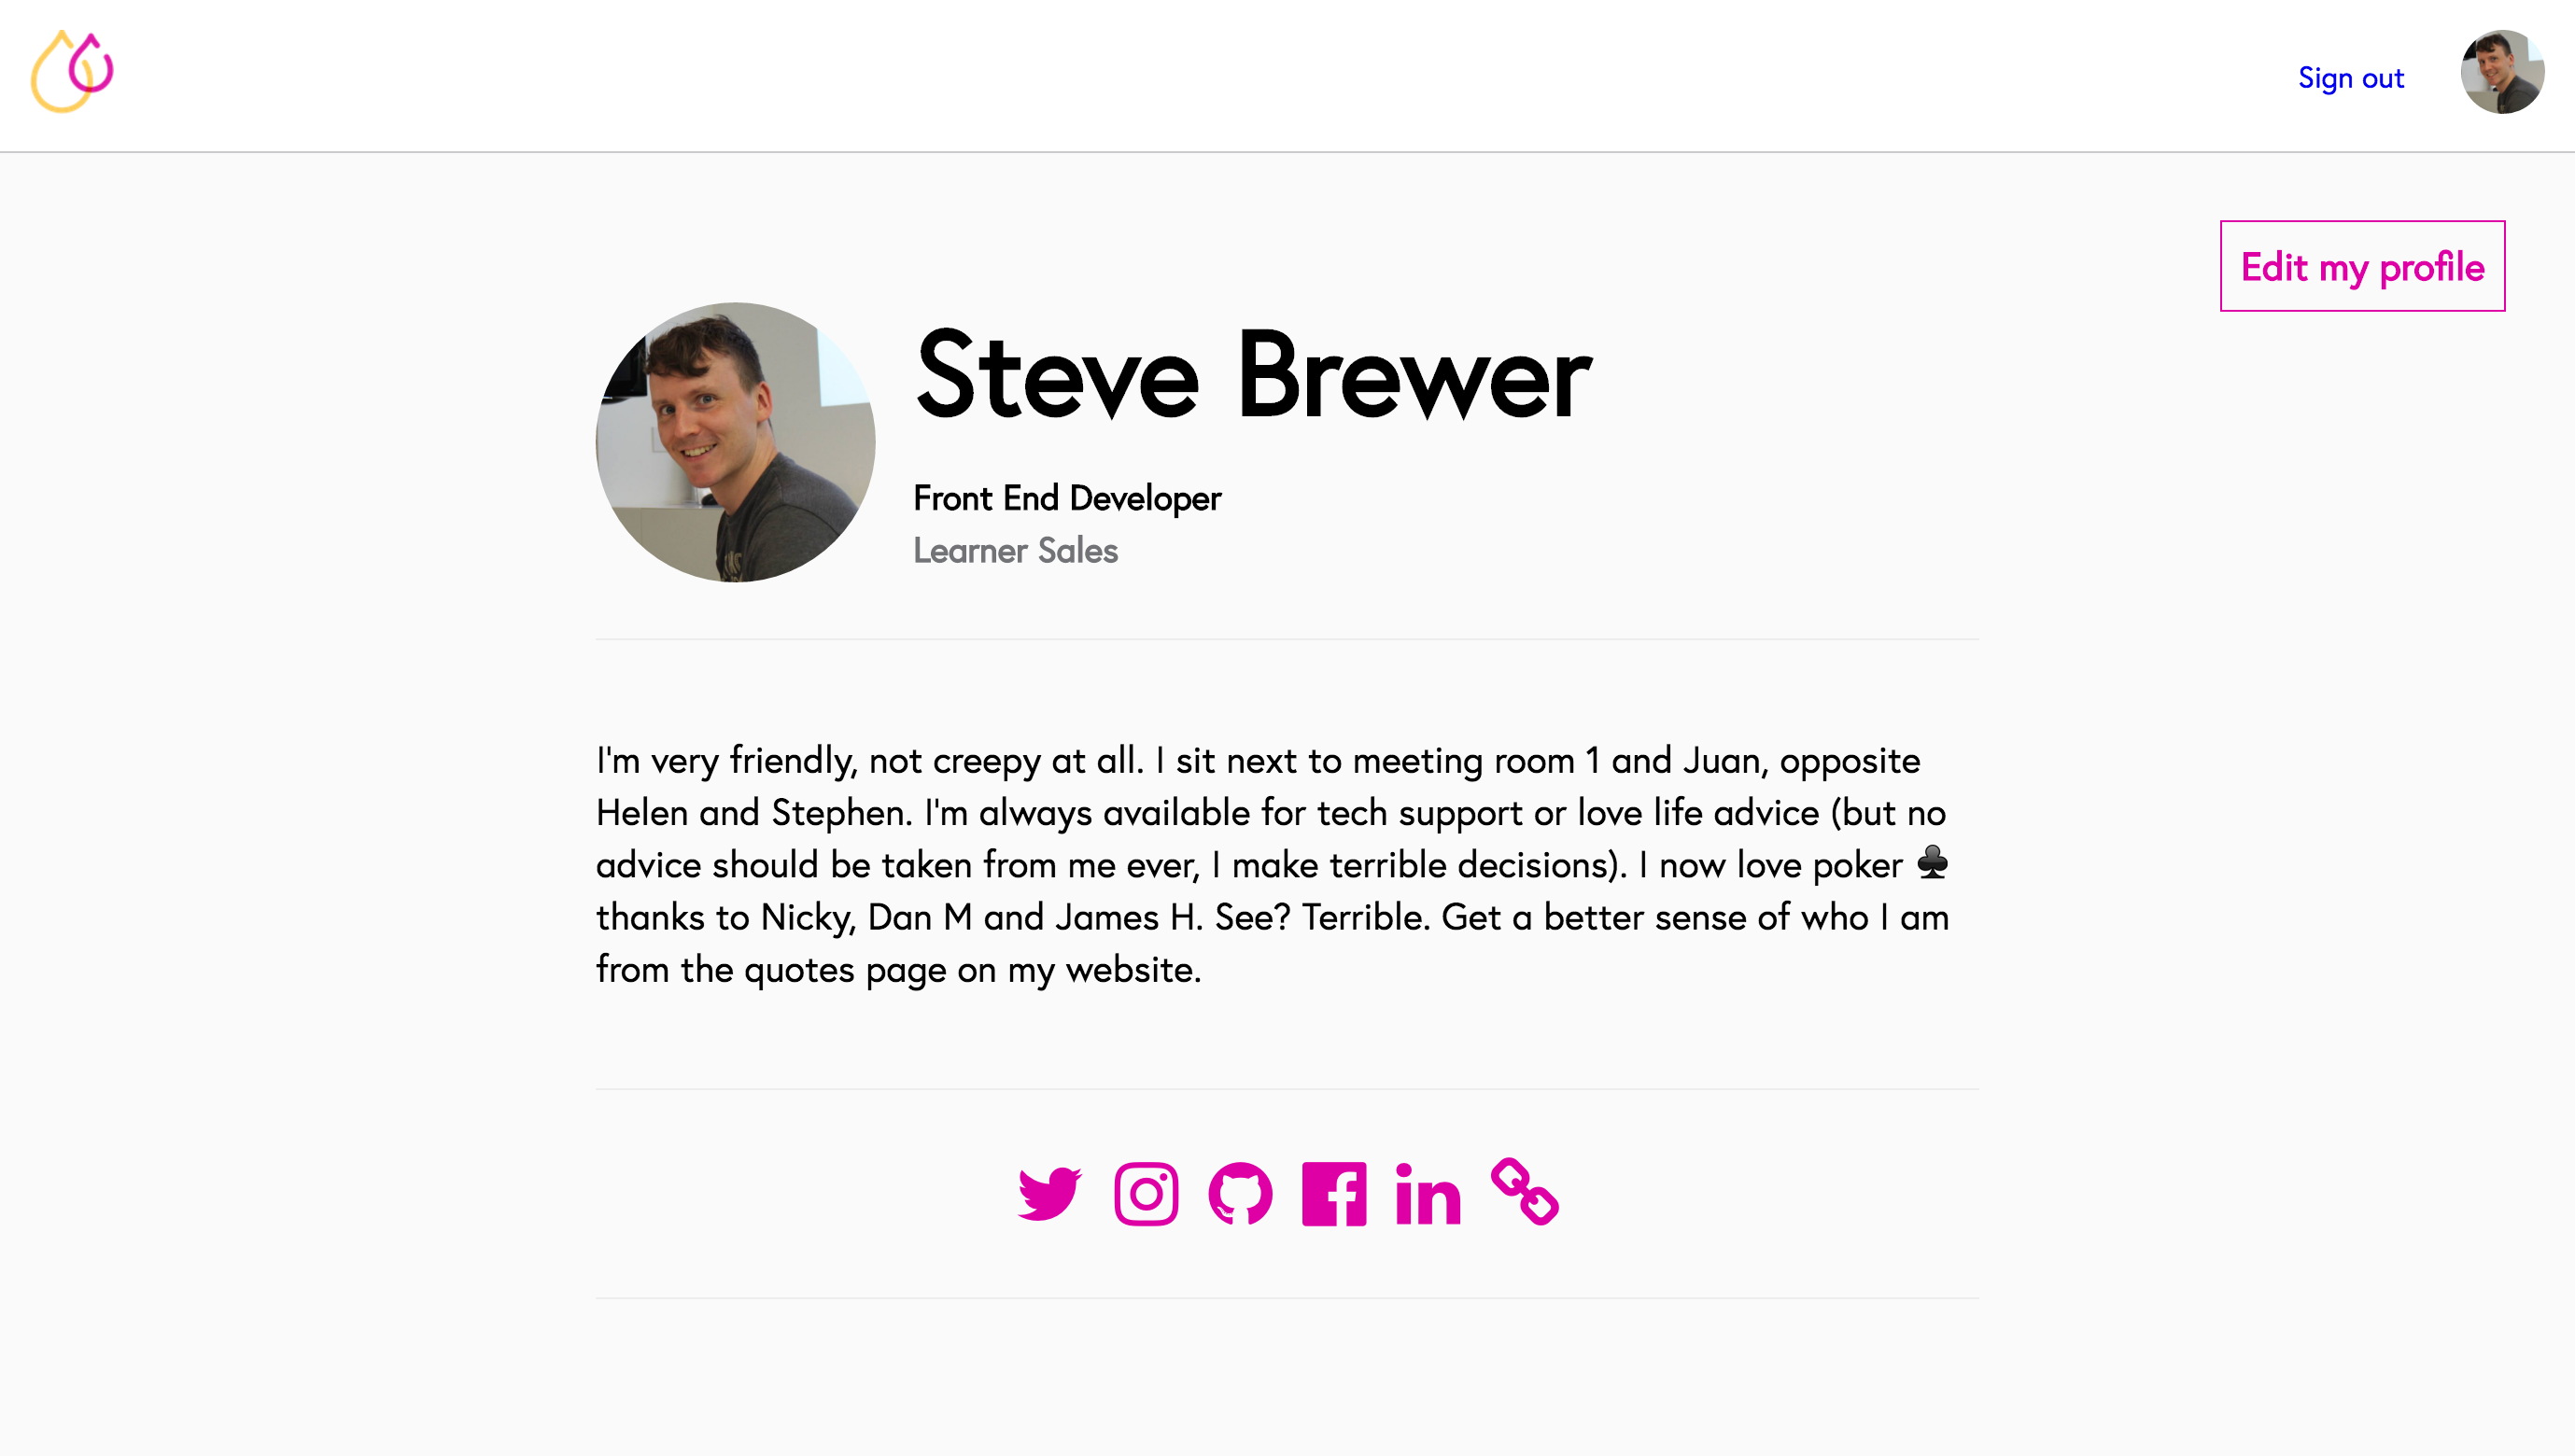 Sign out
Edit my profile
Steve Brewer
Front End Developer
Learner Sales
I'm very friendly, not creepy at all. I sit next to meeting room 1 and Juan, opposite
Helen and Stephen. I'm always available for tech support or love life advice (but no
advice should be taken from me ever, I make terrible decisions). I now love poker ♣️
thanks to Nicky, Dan M and James H. See? Terrible. Get a better sense of who I am
from the quotes page on my website.